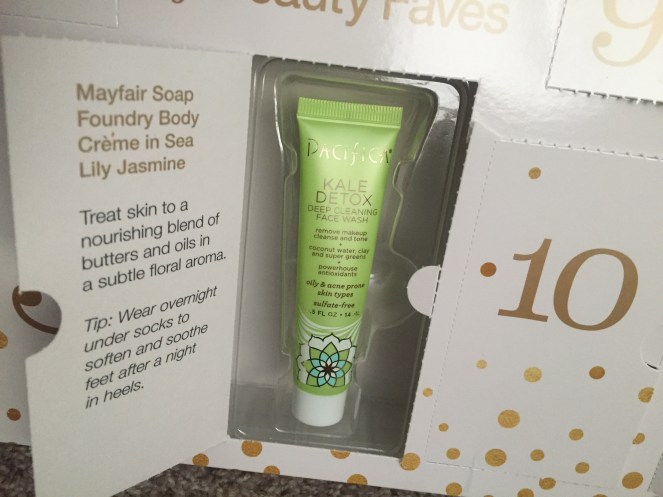 Beauty Faves
9
Mayfair Soap
Foundry Body
Crème in Sea
Lily Jasmine
Treat skin to a
nourishing blend of
butters and oils in
a subtle floral aroma.
Tip: Wear overnight
under socks to
soften and soothe
feet after a night
in heels.
PACIFICA
KALE
DETOX
DEEP CLEANING
FACE WASH
remove makeup
cleanse and tone
+
coconut water, clay
and super greens
+
powerhouse
antioxidants
oily & acne prone
skin types
sulfate-free
.5 FL OZ • 14
10